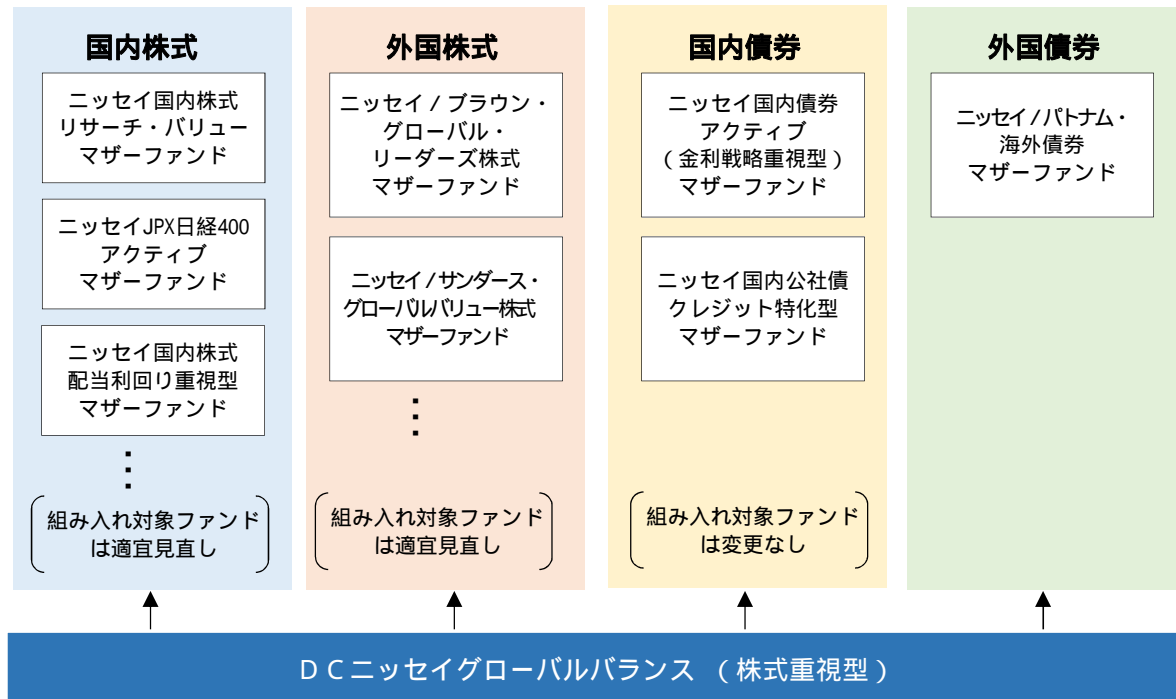 国内株式
ニッセイ国内株式
リサーチ・バリュー
マザーファンド
ニッセイJPX日経400
アクティブ
マザーファンド
ニッセイ国内株式
配当利回り重視型
マザーファンド
組み入れ対象ファンド
は適宜見直し
外国株式
ニッセイ/ブラウン・
グローバル・
リーダーズ株式
マザーファンド
ニッセイ/サンダース・
グローバルバリュー株式
マザーファンド
組み入れ対象ファンド
は適宜見直し
国内債券
ニッセイ国内債券
アクティブ
(金利戦略重視型)
マザーファンド
ニッセイ国内公社債
クレジット特化型
マザーファンド
組み入れ対象ファンド
は変更なし
外国債券
ニッセイ/パトナム・
海外債券
マザーファンド
DCニッセイグローバルバランス (株式重視型)